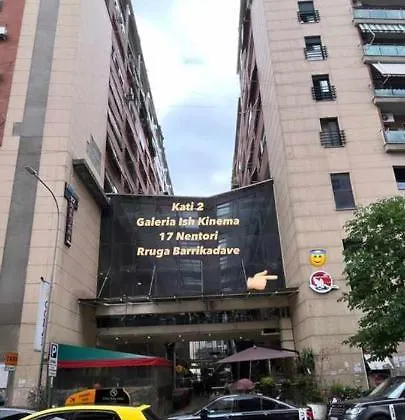 Kati 2
Galeria Ish Kinema
17 Nentori
Rruga Barrikadave